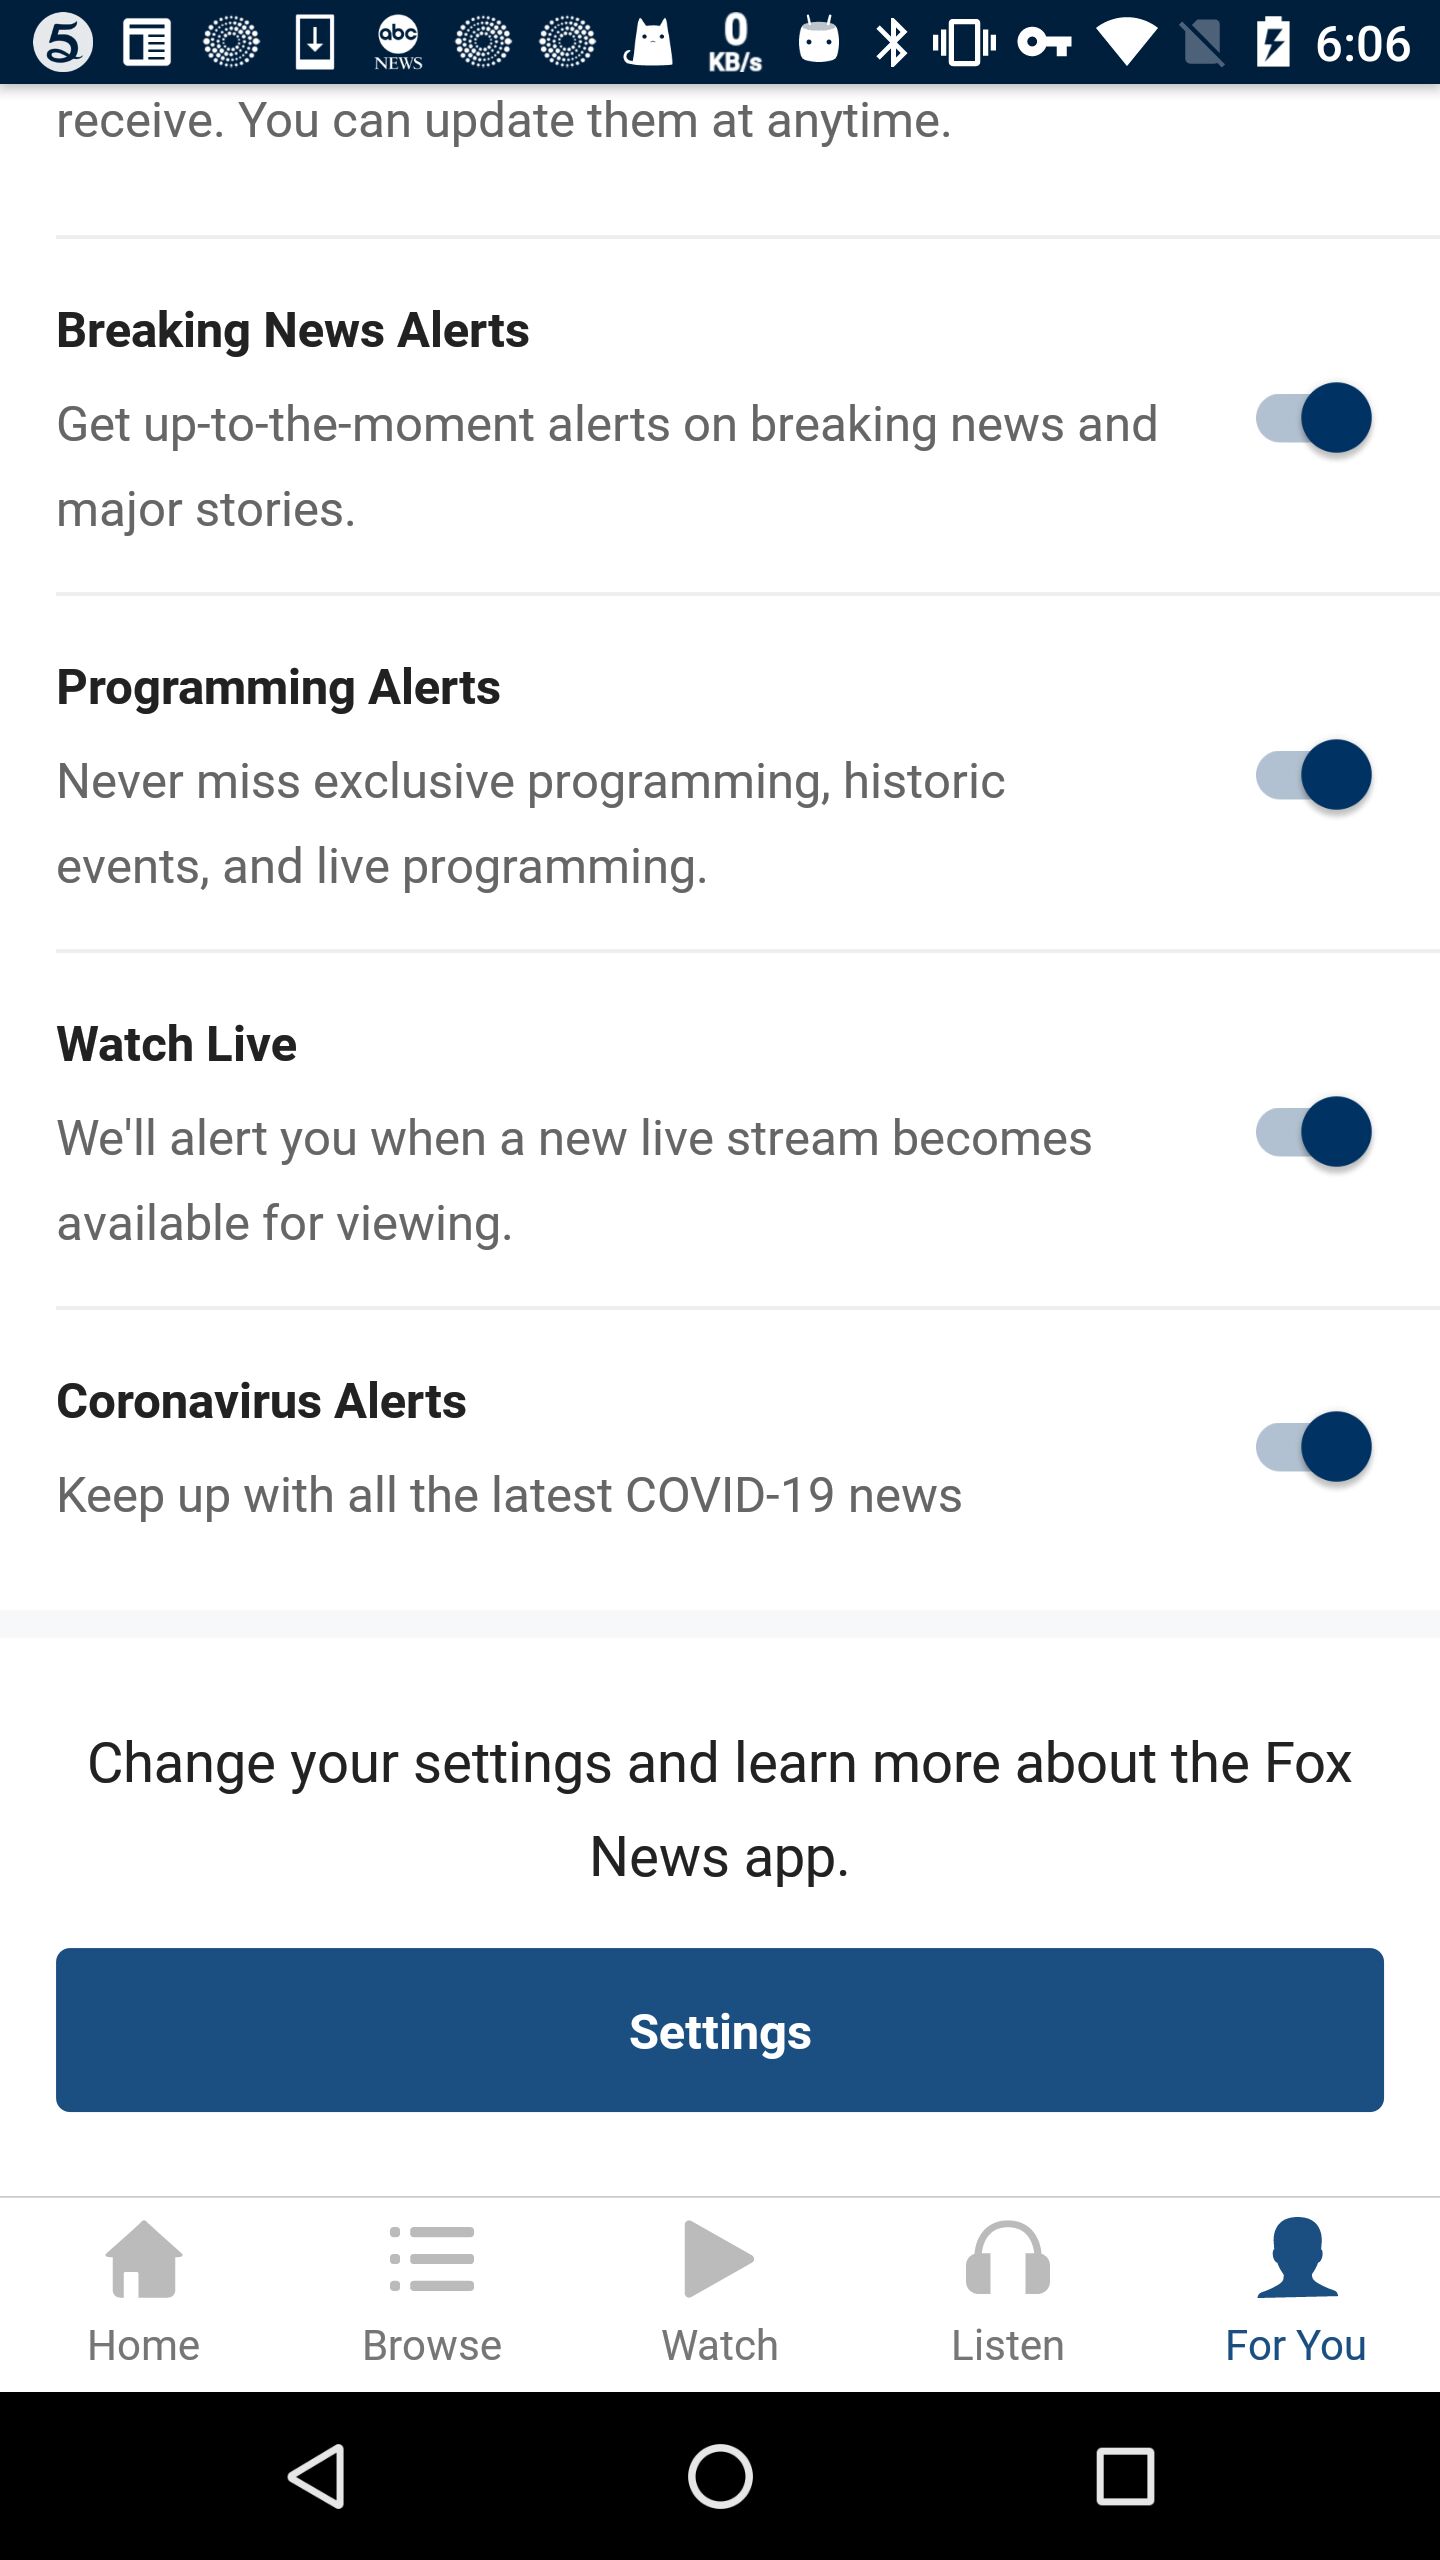 5 abc NEWS 0 KB/s 6:06
receive. You can update them at anytime.
Breaking News Alerts
Get up-to-the-moment alerts on breaking news and
major stories.
Programming Alerts
Never miss exclusive programming, historic
events, and live programming.
Watch Live
We'll alert you when a new live stream becomes
available for viewing.
Coronavirus Alerts
Keep up with all the latest COVID-19 news
Change your settings and learn more about the Fox
News app.
Settings
Home Browse Watch Listen For You